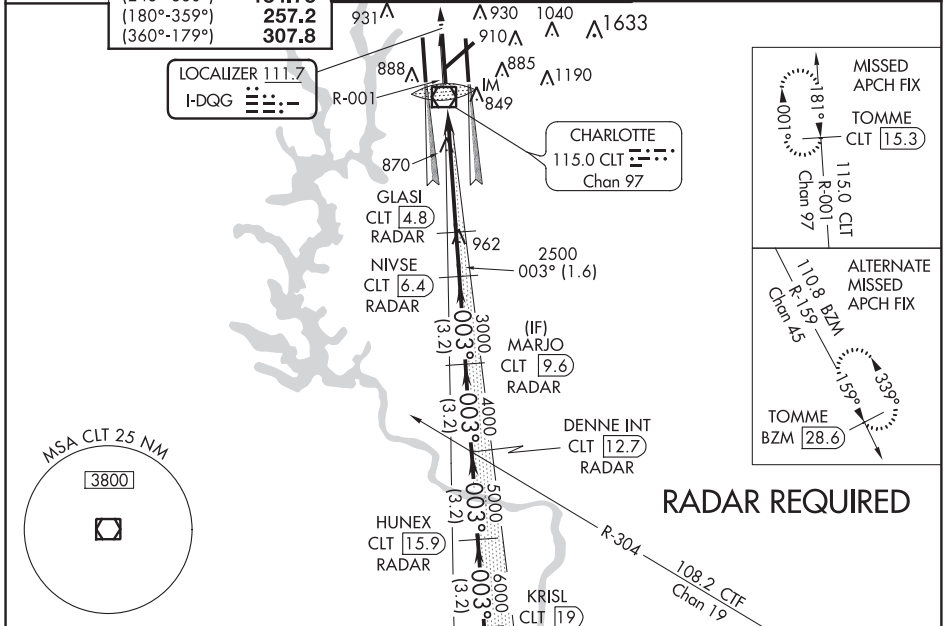 (180°-359°) 257.2
(360°-179°) 307.8
931
930
1040
1633
910
888
885
1190
IM
849
LOCALIZER 111.7
I-DQG
R-001
CHARLOTTE
115.0 CLT
Chan 97
870
GLASI
CLT 4.8
RADAR
962
2500
003° (1.6)
NIVSE
CLT 6.4
RADAR
003°
(3.2)
3000
(IF)
MARJO
CLT 9.6
RADAR
003°
(3.2)
4000
DENNE INT
CLT 12.7
RADAR
003°
(3.2)
5000
HUNEX
CLT 15.9
RADAR
003°
(3.2)
6000
KRISL
CLT 19
R-304
108.2 CTF
Chan 19
MSA CLT 25 NM
3800
MISSED
APCH FIX
TOMME
CLT 15.3
181°
001°
115.0 CLT
R-001
Chan 97
ALTERNATE
MISSED
APCH FIX
110.8 BZM
R-159
Chan 45
159°
339°
TOMME
BZM 28.6
RADAR REQUIRED